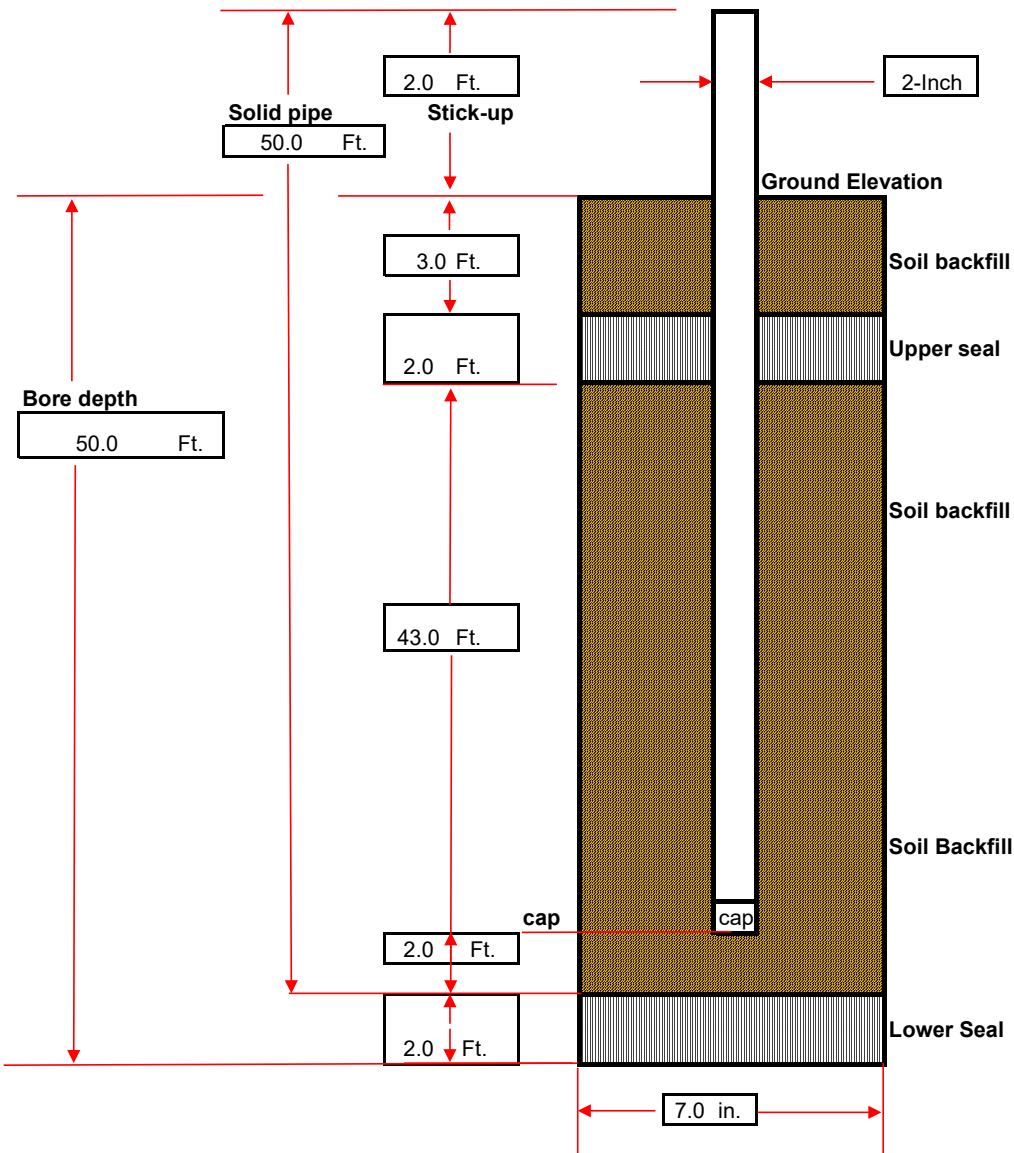 2.0 Ft.
2-Inch
Solid pipe
Stick-up
50.0 Ft.
Ground Elevation
3.0 Ft.
Soil backfill
Upper seal
2.0 Ft.
Bore depth
50.0 Ft.
Soil backfill
43.0 Ft.
Soil Backfill
cap
cap
2.0 Ft.
Lower Seal
2.0 Ft.
7.0 in.